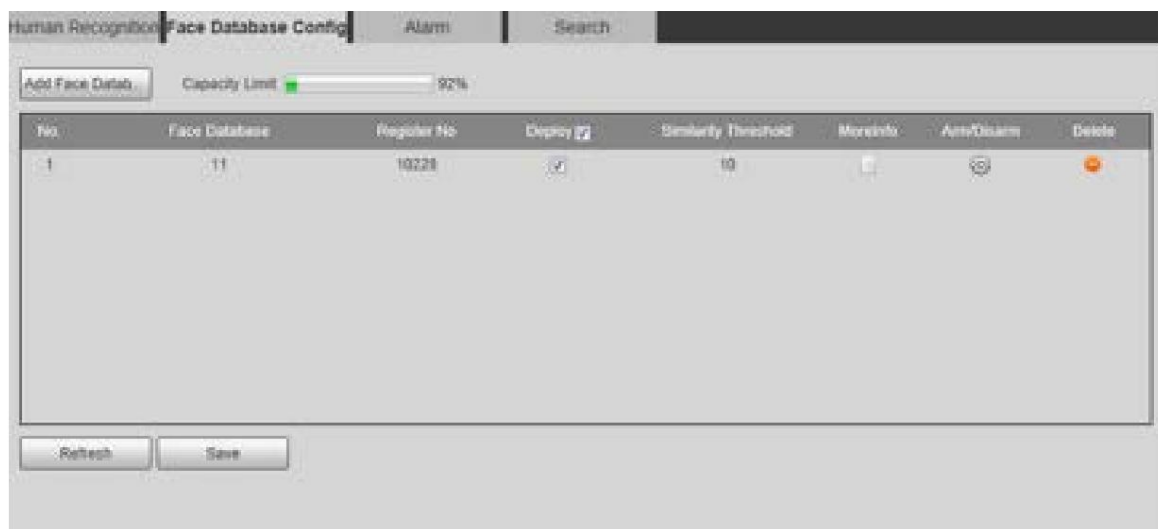 Human Recognition Face Database Config Alarm Search
Add Face Datab... Capacity Limit 92%
No. Face Database Register No Deploy Similarity Threshold MoreInfo Arm/Disarm Delete
1 11 10220 10
Refresh Save